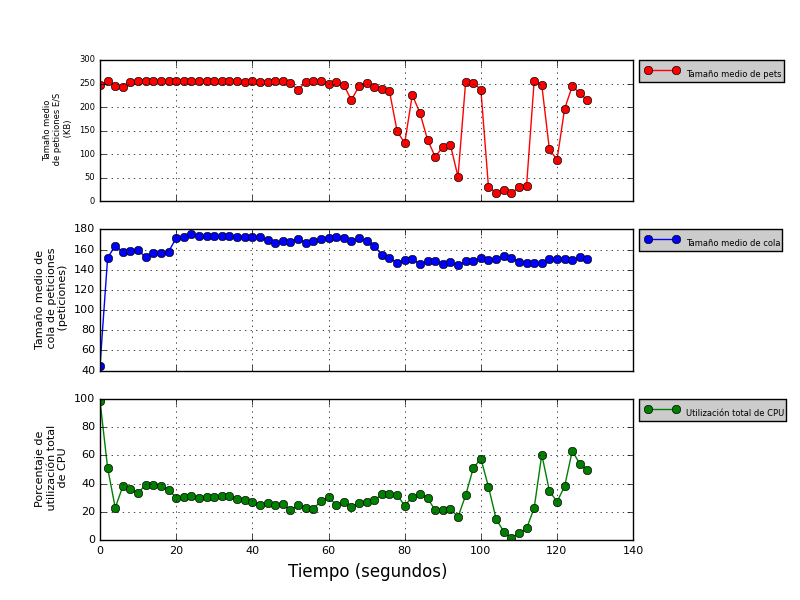 300
250
200
150
100
50
0
Tamaño medio
de peticiones E/S
(KB)
Tamaño medio de pets
180
160
140
120
100
80
60
40
Tamaño medio de
cola de peticiones
(peticiones)
Tamaño medio de cola
100
80
60
40
20
0
Porcentaje de
utilización total
de CPU
Utilización total de CPU
0 20 40 60 80 100 120 140
Tiempo (segundos)